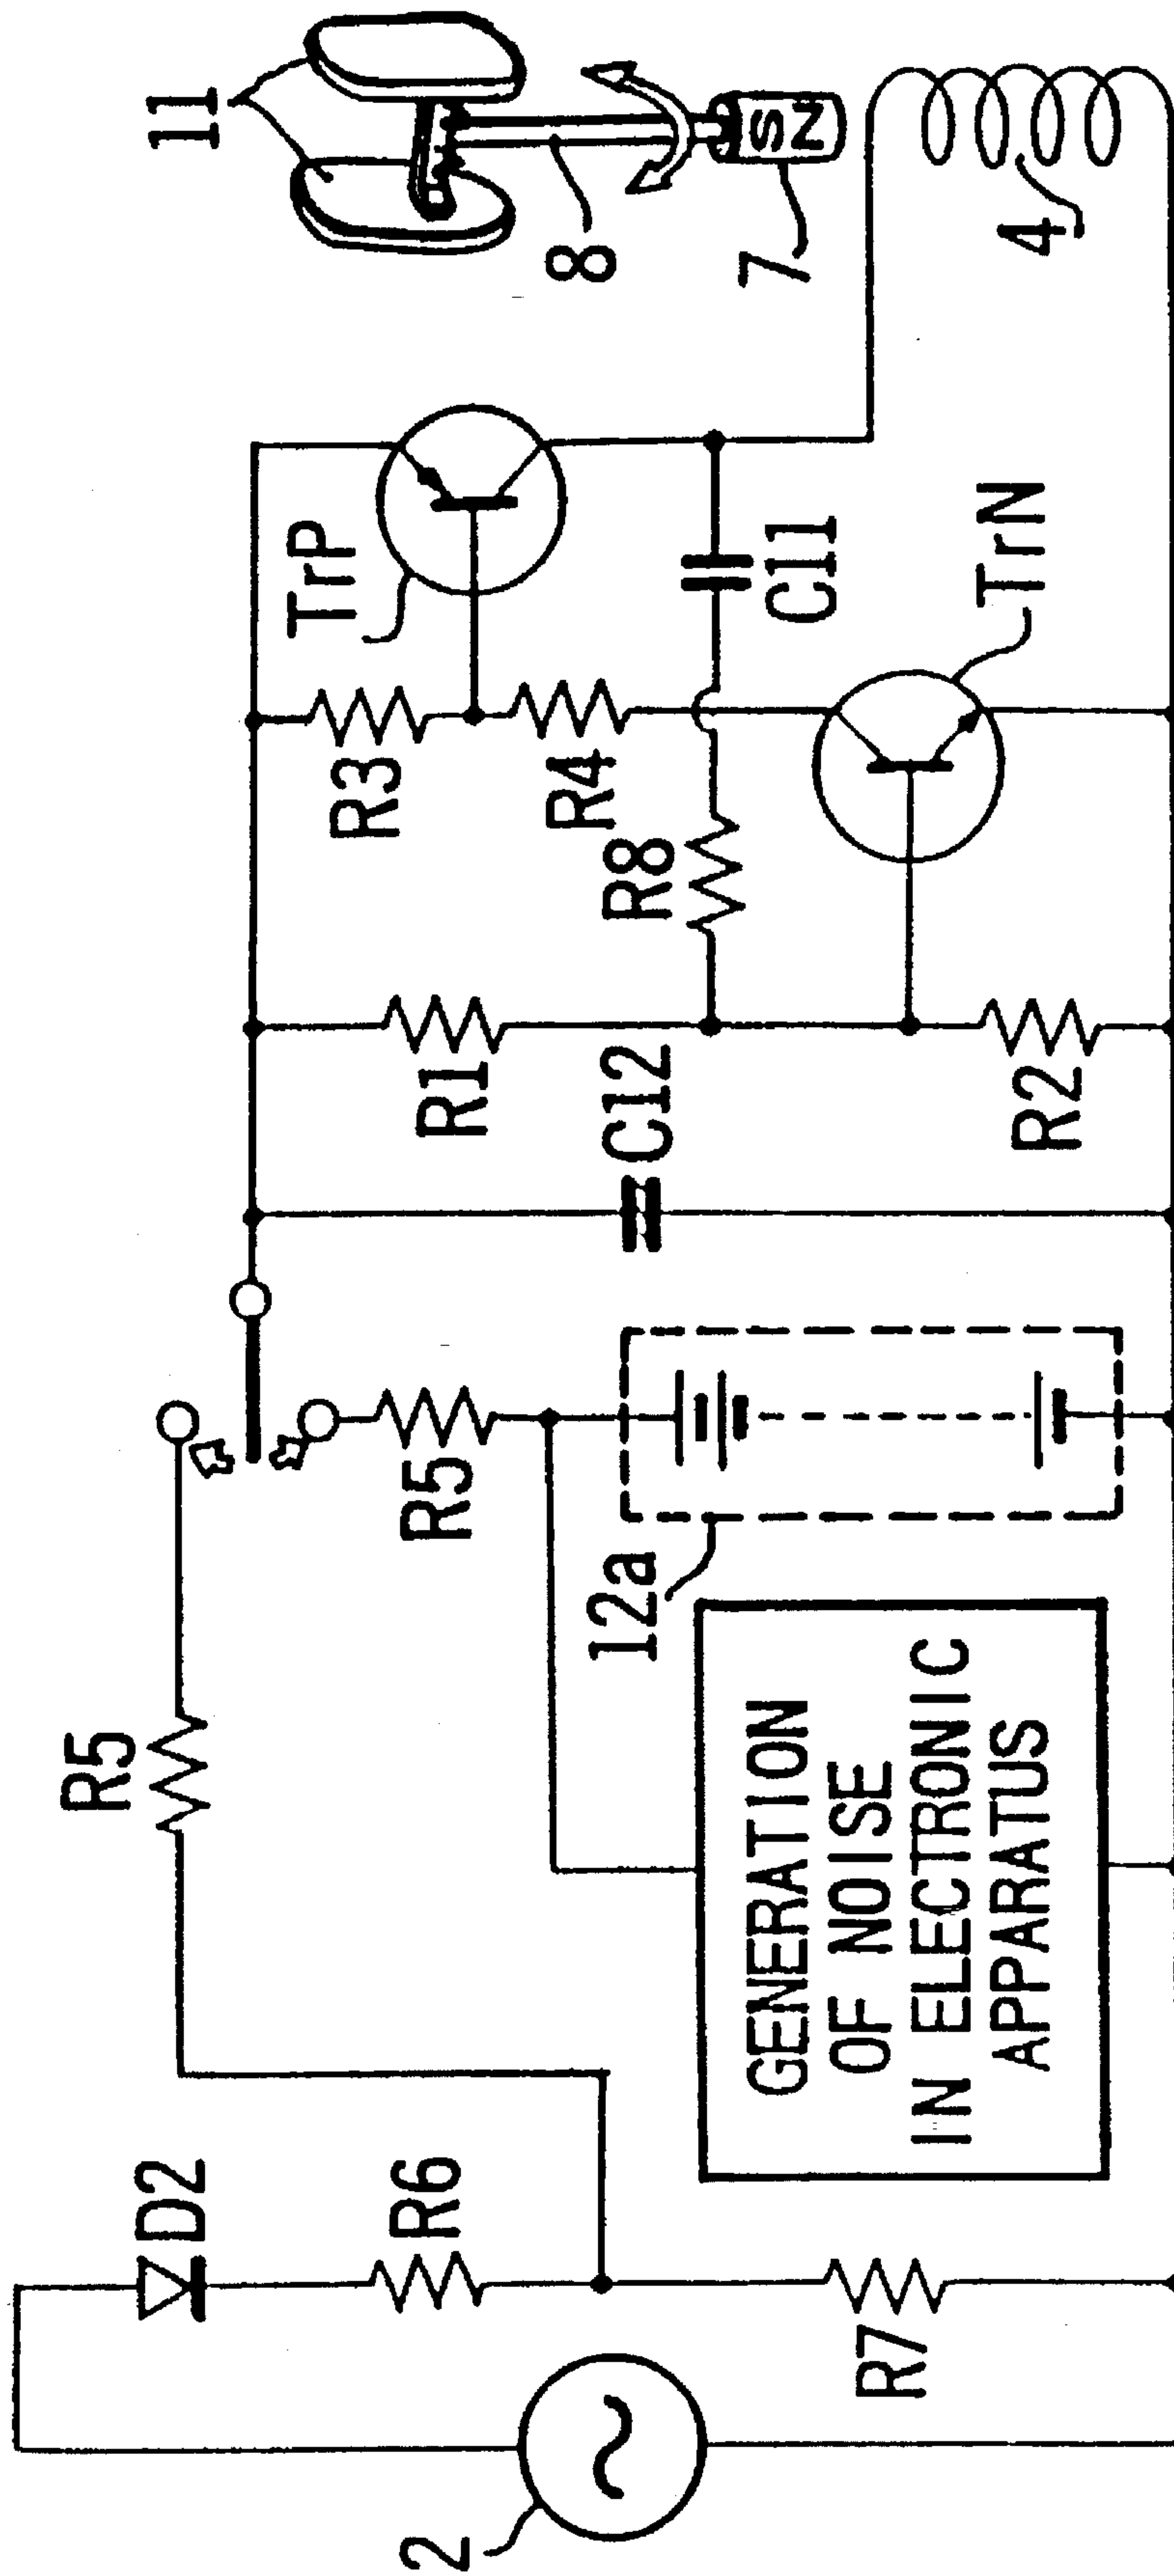 2
D2
R6
R7
R5
GENERATION
OF NOISE
IN ELECTRONIC
APPARATUS
12a
R5
C12
R1
R2
R8
R3
R4
TrP
C11
TrN
11
8
7
S
N
4